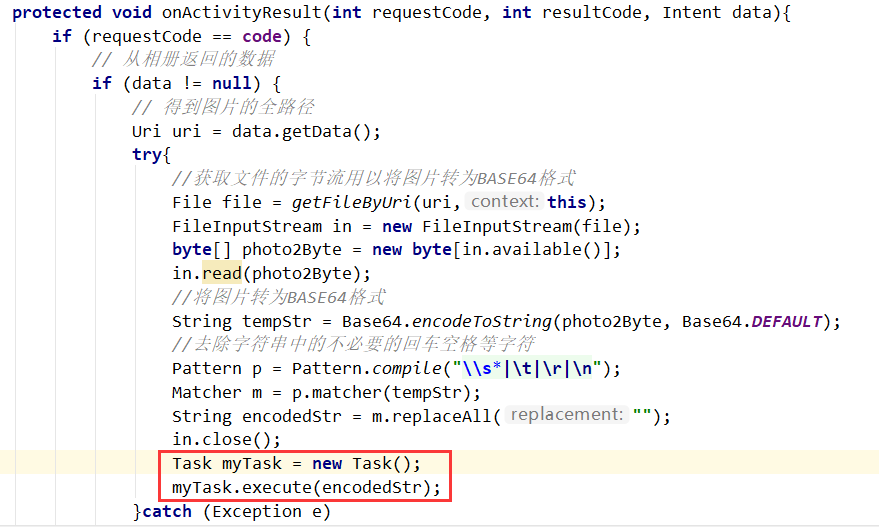 protected void onActivityResult(int requestCode, int resultCode, Intent data){
if (requestCode == code) {
// 从相册返回的数据
if (data != null) {
// 得到图片的全路径
Uri uri = data.getData();
try{
//获取文件的字节流用以将图片转为BASE64格式
File file = getFileByUri(uri, context: this);
FileInputStream in = new FileInputStream(file);
byte[] photo2Byte = new byte[in.available()];
in.read(photo2Byte);
//将图片转为BASE64格式
String tempStr = Base64.encodeToString(photo2Byte, Base64.DEFAULT);
//去除字符串中的不必要的回车空格等字符
Pattern p = Pattern.compile("\\s*|\t|\r|\n");
Matcher m = p.matcher(tempStr);
String encodedStr = m.replaceAll( replacement: "");
in.close();
Task myTask = new Task();
myTask.execute(encodedStr);
}catch (Exception e)